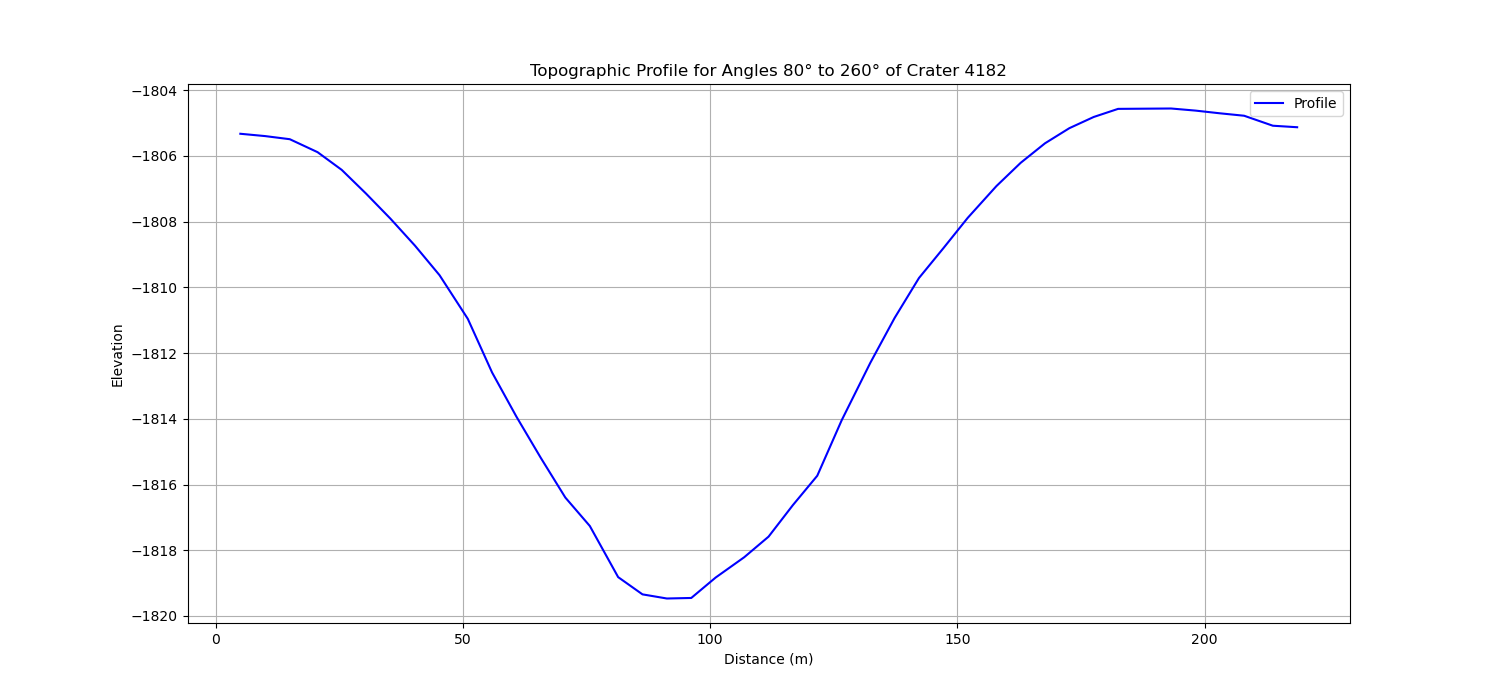 Topographic Profile for Angles 80° to 260° of Crater 4182
Profile
−1804
−1806
−1808
−1810
−1812
−1814
−1816
−1818
−1820
Elevation
0 50 100 150 200
Distance (m)